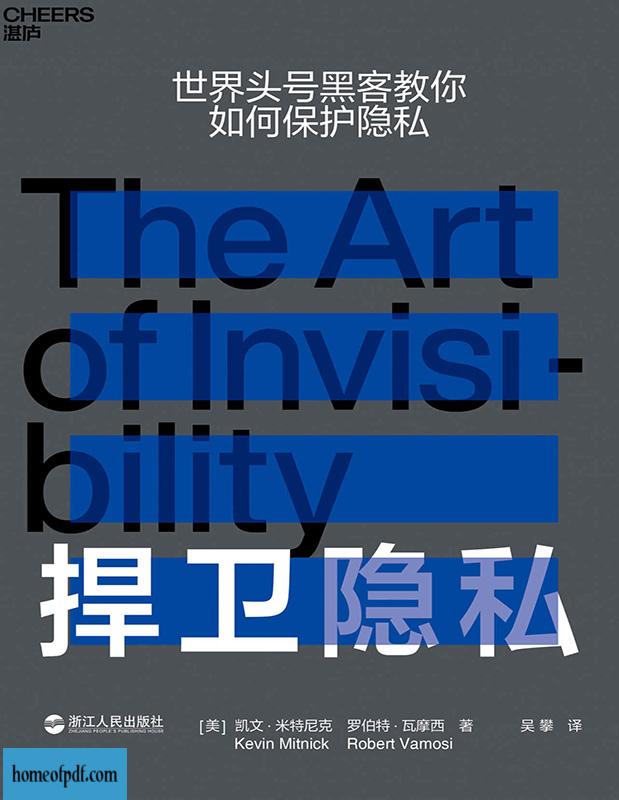 CHEERS
湛庐
世界头号黑客教你
如何保护隐私
The Art
of Invisi-
bility
捍卫隐私
浙江人民出版社
ZHEJIANG PEOPLE'S PUBLISHING HOUSE
[美] 凯文·米特尼克 罗伯特·瓦摩西 著 吴攀 译
Kevin Mitnick Robert Vamosi
homeofpdf.com